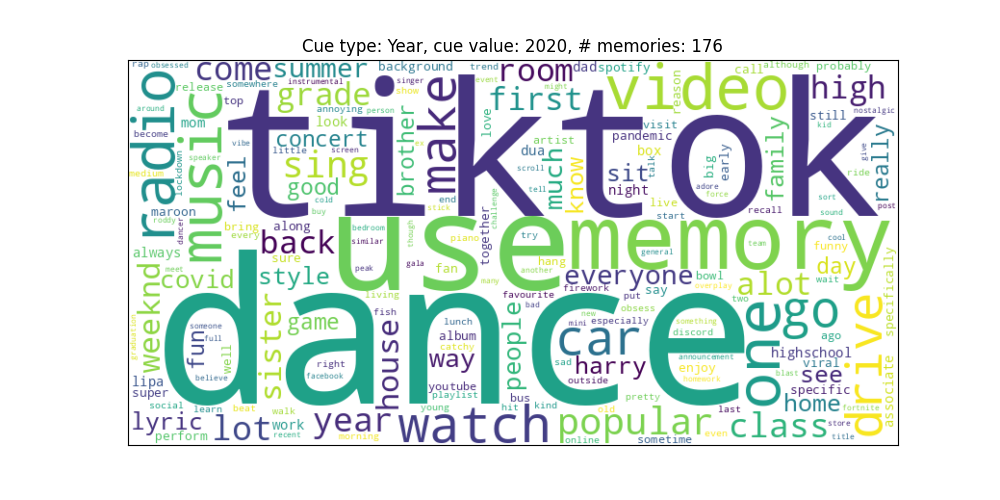 Cue type: Year, cue value: 2020, # memories: 176
rap obsessed come summer background trend room dad spotify call although probably
somewhere instrumental singer event video reason high
radio release top grade show might first
music mom annoying person love still nostalgic
around look artist pandemic visit kid
become vibe concert brother make dua much box family really
lockdown speaker feel little screen sing scroll know sit talk big early give
medium good tell night adore force ride
tiktok
maroon cold buy end challenge live recall sort post
roddy dancer bring along stick start sound
always every back bedroom though use piano together try memory team cool
meet sure similar fan hang general funny
covid style peak gala another everyone bowl day wait
weeknd living many favourite firework put say alot specifically
dance
graduation someone fun full sister game fish lunch bad new obsess two one go
house album people mini especially car something discord overplay drive
believe well right way catchy sad harry announcement ago
lipa facebook youtube outside enjoy homework blast highschool viral see
super playlist bus specific associate
social learn beat walk young hit kind pretty old last home fortnite
lyric lot work year watch popular class store
perform recent morning online sometime even title